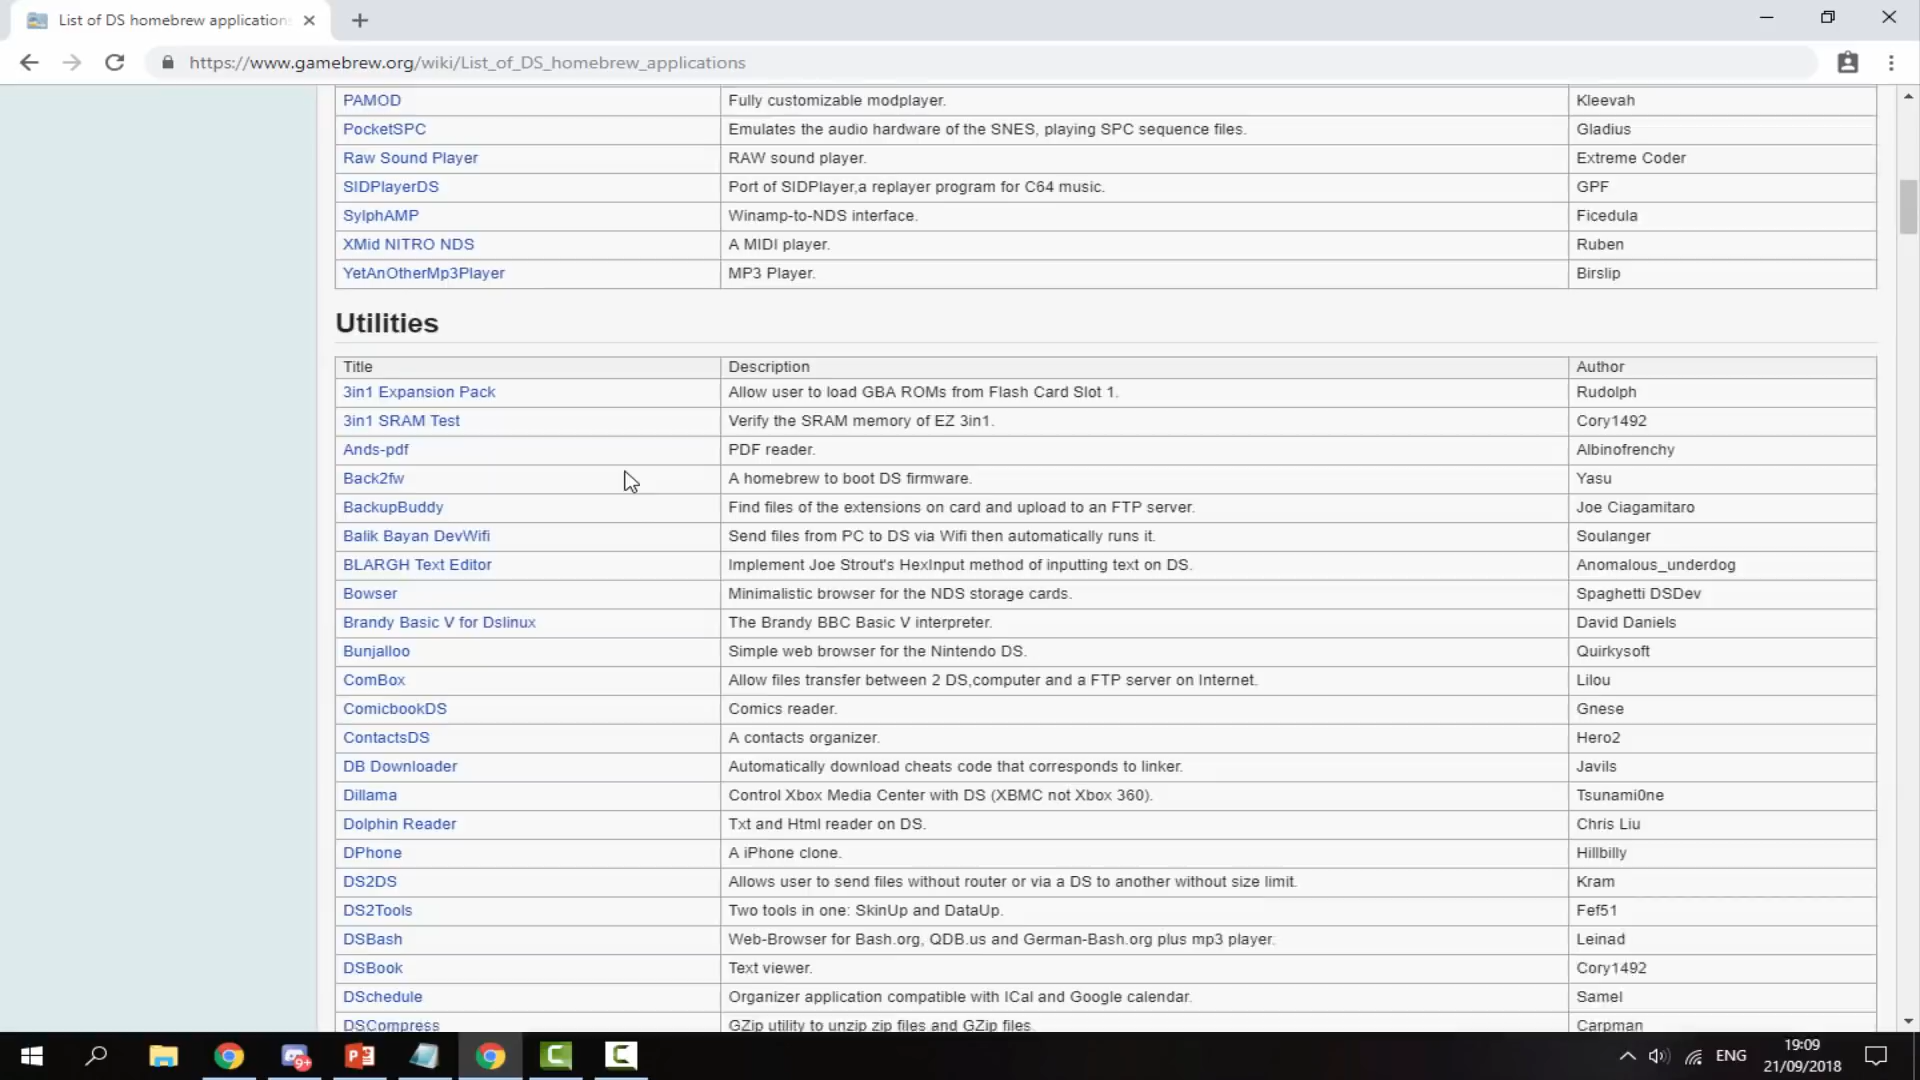 List of DS homebrew application
https://www.gamebrew.org/wiki/List_of_DS_homebrew_applications
PAMOD Fully customizable modplayer. Kleevah
PocketSPC Emulates the audio hardware of the SNES, playing SPC sequence files. Gladius
Raw Sound Player RAW sound player. Extreme Coder
SIDPlayerDS Port of SIDPlayer,a replayer program for C64 music. GPF
SylphAMP Winamp-to-NDS interface. Ficedula
XMid NITRO NDS A MIDI player. Ruben
YetAnOtherMp3Player MP3 Player. Birslip
Utilities
Title Description Author
3in1 Expansion Pack Allow user to load GBA ROMs from Flash Card Slot 1. Rudolph
3in1 SRAM Test Verify the SRAM memory of EZ 3in1. Cory1492
Ands-pdf PDF reader. Albinofrenchy
Back2fw A homebrew to boot DS firmware. Yasu
BackupBuddy Find files of the extensions on card and upload to an FTP server. Joe Ciagamitaro
Balik Bayan DevWifi Send files from PC to DS via Wifi then automatically runs it. Soulanger
BLARGH Text Editor Implement Joe Strout's HexInput method of inputting text on DS. Anomalous_underdog
Bowser Minimalistic browser for the NDS storage cards. Spaghetti DSDev
Brandy Basic V for Dslinux The Brandy BBC Basic V interpreter. David Daniels
Bunjalloo Simple web browser for the Nintendo DS. Quirkysoft
ComBox Allow files transfer between 2 DS,computer and a FTP server on Internet. Lilou
ComicbookDS Comics reader. Gnese
ContactsDS A contacts organizer. Hero2
DB Downloader Automatically download cheats code that corresponds to linker. Javils
Dillama Control Xbox Media Center with DS (XBMC not Xbox 360). Tsunami0ne
Dolphin Reader Txt and Html reader on DS. Chris Liu
DPhone A iPhone clone. Hillbilly
DS2DS Allows user to send files without router or via a DS to another without size limit. Kram
DS2Tools Two tools in one: SkinUp and DataUp. Fef51
DSBash Web-Browser for Bash.org, QDB.us and German-Bash.org plus mp3 player. Leinad
DSBook Text viewer. Cory1492
DSchedule Organizer application compatible with ICal and Google calendar. Samel
DSCompress GZip utility to unzip zip files and GZip files. Carpman
9+
ENG
19:09
21/09/2018